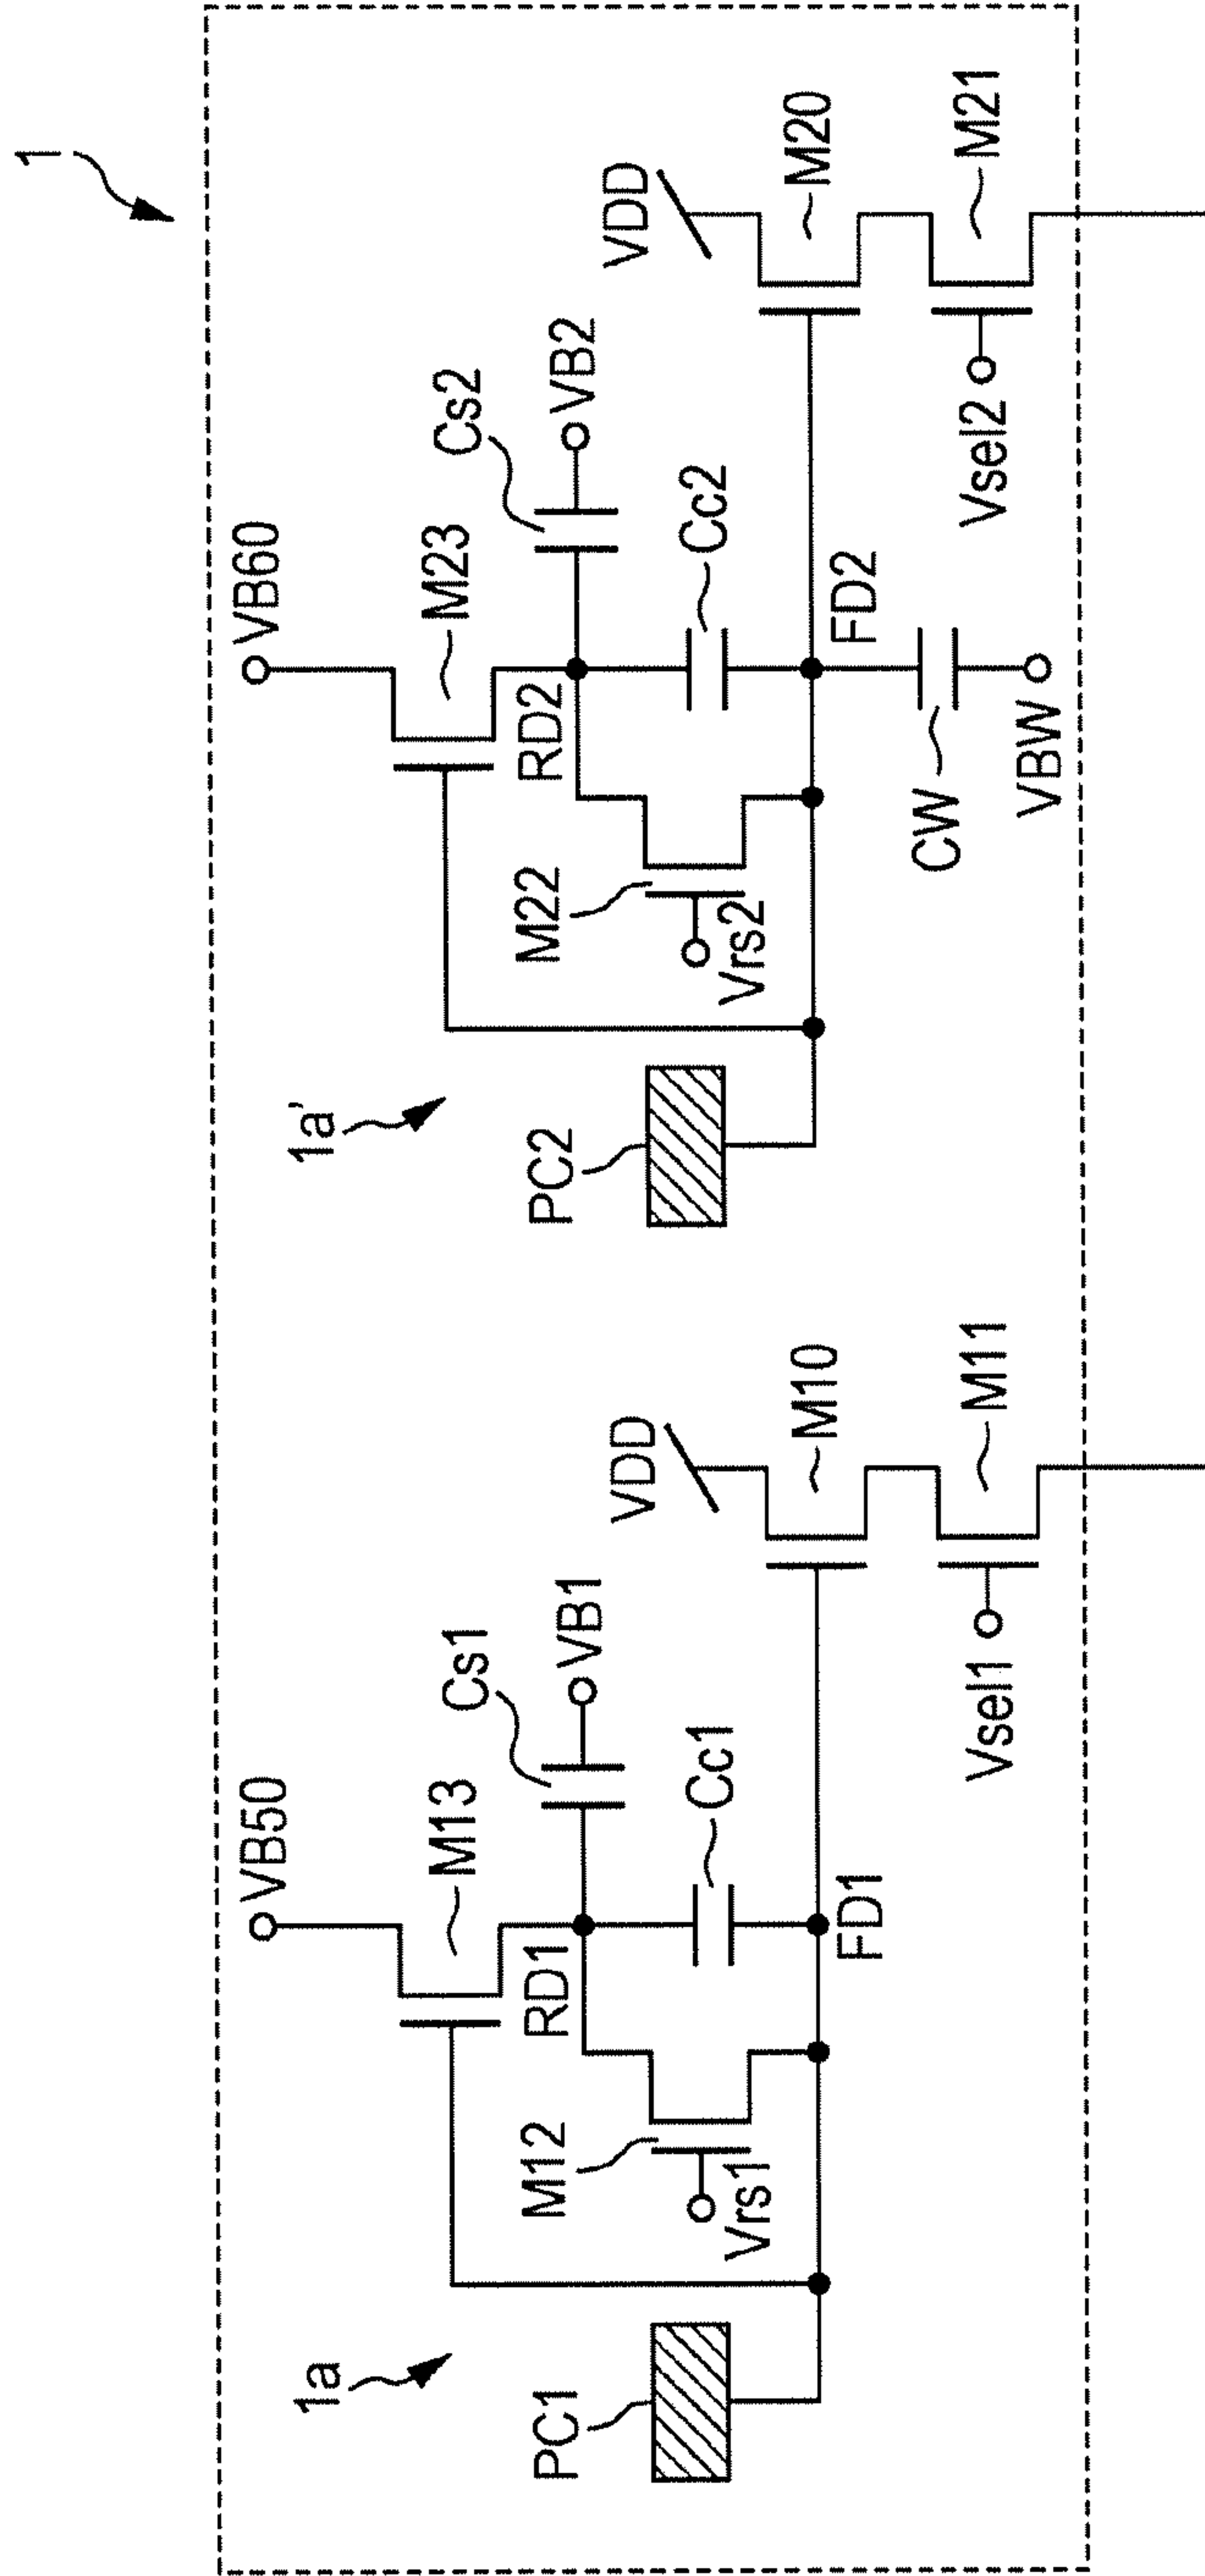 1
1a
VB50
M13
RD1
Cs1
VB1
M12
Vrs1
Cc1
PC1
FD1
VDD
M10
M11
Vsel1
1a'
VB60
M23
RD2
Cs2
VB2
M22
Vrs2
Cc2
PC2
FD2
CW
VBW
VDD
M20
M21
Vsel2